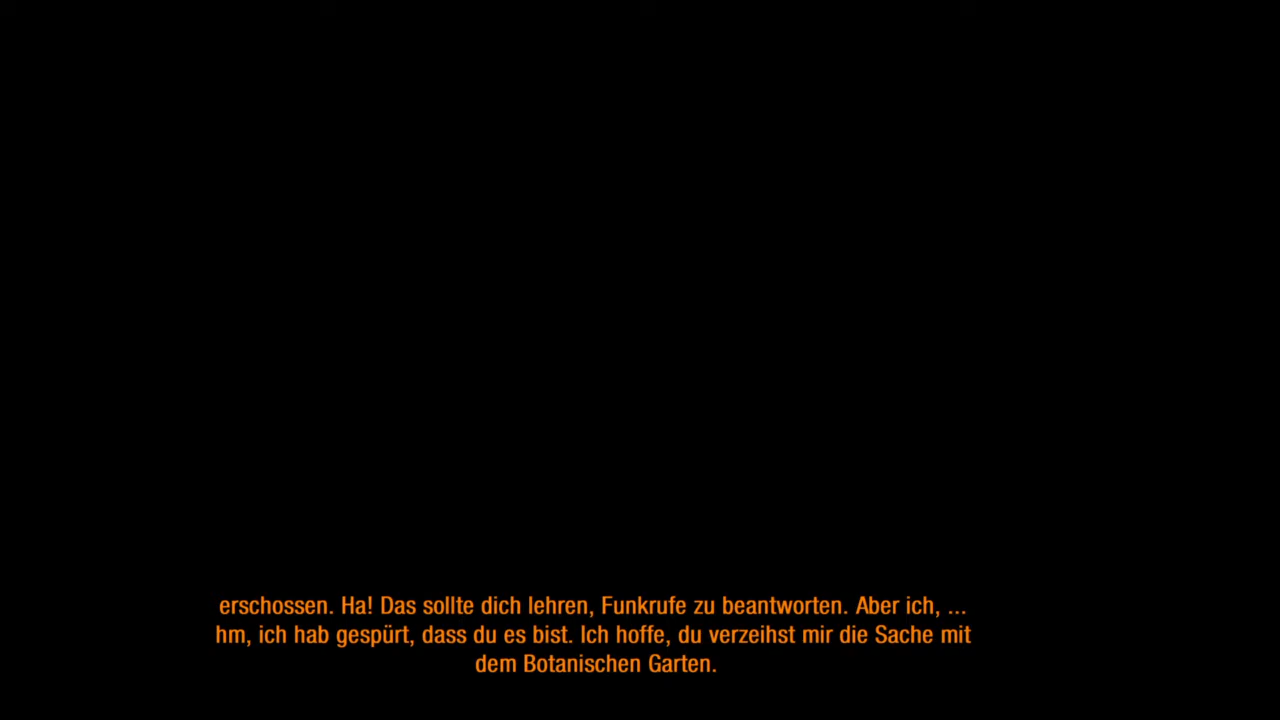 erschossen. Ha! Das sollte dich lehren, Funkrufe zu beantworten. Aber ich, ...
hm, ich hab gespürt, dass du es bist. Ich hoffe, du verzeihst mir die Sache mit
dem Botanischen Garten.